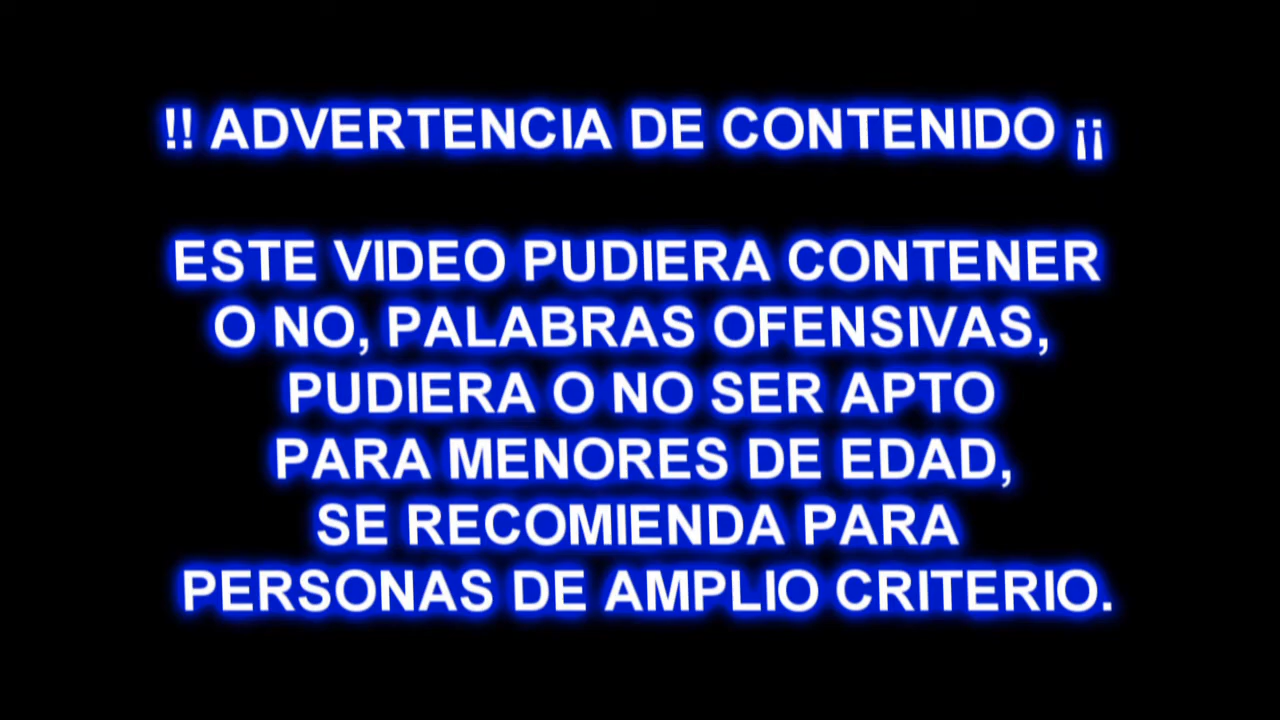 !! ADVERTENCIA DE CONTENIDO ¡¡
ESTE VIDEO PUDIERA CONTENER
O NO, PALABRAS OFENSIVAS,
PUDIERA O NO SER APTO
PARA MENORES DE EDAD,
SE RECOMIENDA PARA
PERSONAS DE AMPLIO CRITERIO.